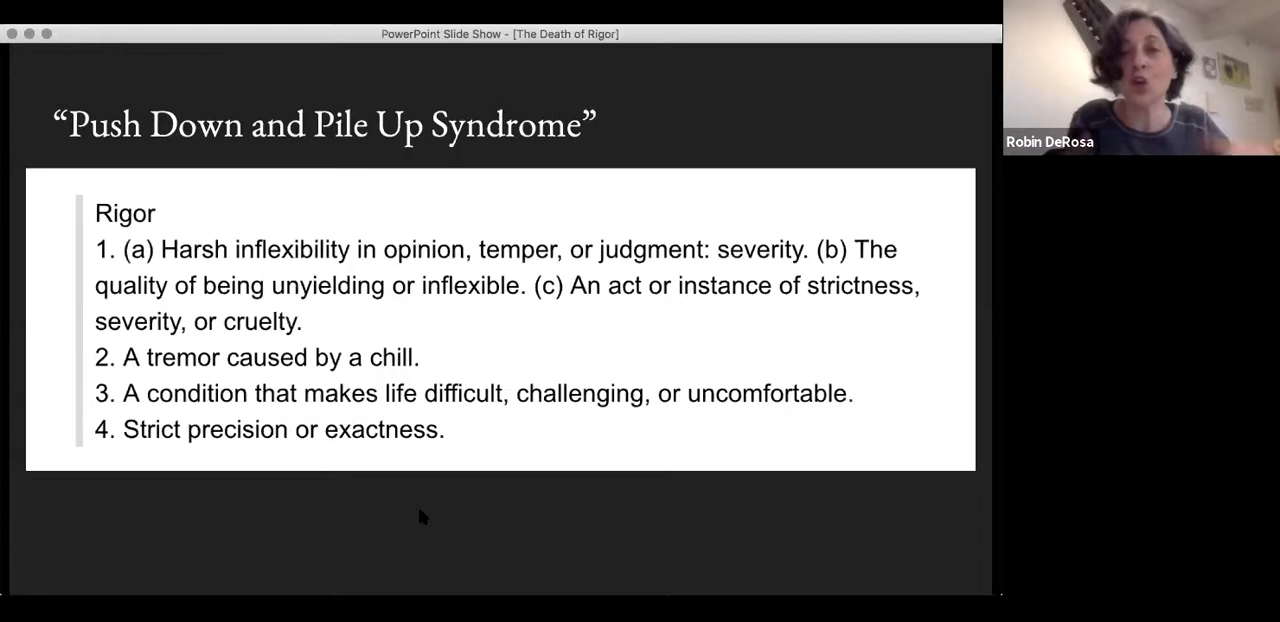 PowerPoint Slide Show - [The Death of Rigor]
“Push Down and Pile Up Syndrome”
Rigor
1. (a) Harsh inflexibility in opinion, temper, or judgment: severity. (b) The
quality of being unyielding or inflexible. (c) An act or instance of strictness,
severity, or cruelty.
2. A tremor caused by a chill.
3. A condition that makes life difficult, challenging, or uncomfortable.
4. Strict precision or exactness.
Robin DeRosa